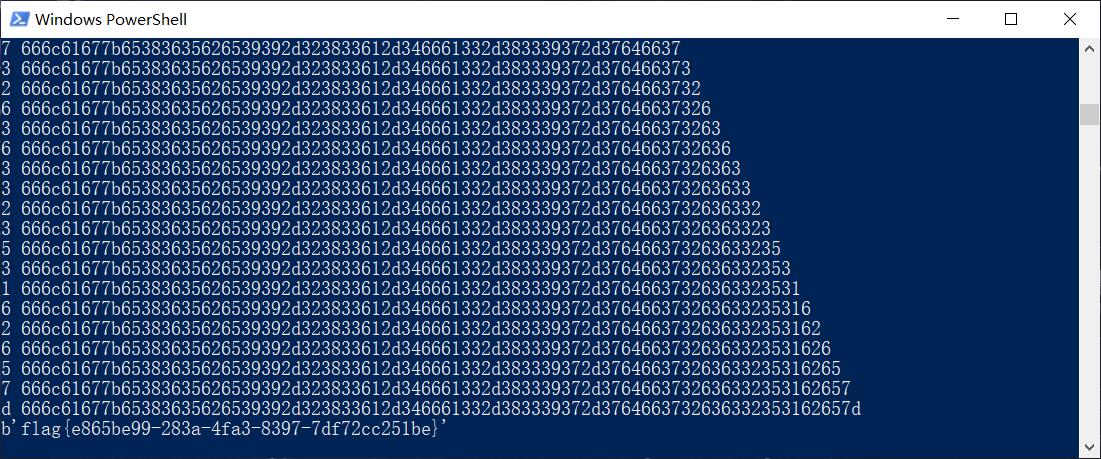 7 666c61677b65383635626539392d323833612d346661332d383339372d37646637
3 666c61677b65383635626539392d323833612d346661332d383339372d376466373
2 666c61677b65383635626539392d323833612d346661332d383339372d3764663732
6 666c61677b65383635626539392d323833612d346661332d383339372d37646637326
3 666c61677b65383635626539392d323833612d346661332d383339372d376466373263
6 666c61677b65383635626539392d323833612d346661332d383339372d3764663732636
3 666c61677b65383635626539392d323833612d346661332d383339372d37646637326363
3 666c61677b65383635626539392d323833612d346661332d383339372d376466373263633
2 666c61677b65383635626539392d323833612d346661332d383339372d3764663732636332
3 666c61677b65383635626539392d323833612d346661332d383339372d37646637326363323
5 666c61677b65383635626539392d323833612d346661332d383339372d376466373263633235
3 666c61677b65383635626539392d323833612d346661332d383339372d3764663732636332353
1 666c61677b65383635626539392d323833612d346661332d383339372d37646637326363323531
6 666c61677b65383635626539392d323833612d346661332d383339372d376466373263633235316
2 666c61677b65383635626539392d323833612d346661332d383339372d3764663732636332353162
6 666c61677b65383635626539392d323833612d346661332d383339372d37646637326363323531626
5 666c61677b65383635626539392d323833612d346661332d383339372d376466373263633235316265
7 666c61677b65383635626539392d323833612d346661332d383339372d3764663732636332353162657
d 666c61677b65383635626539392d323833612d346661332d383339372d3764663732636332353162657d
b'flag{e865be99-283a-4fa3-8397-7df72cc251be}'
Windows PowerShell